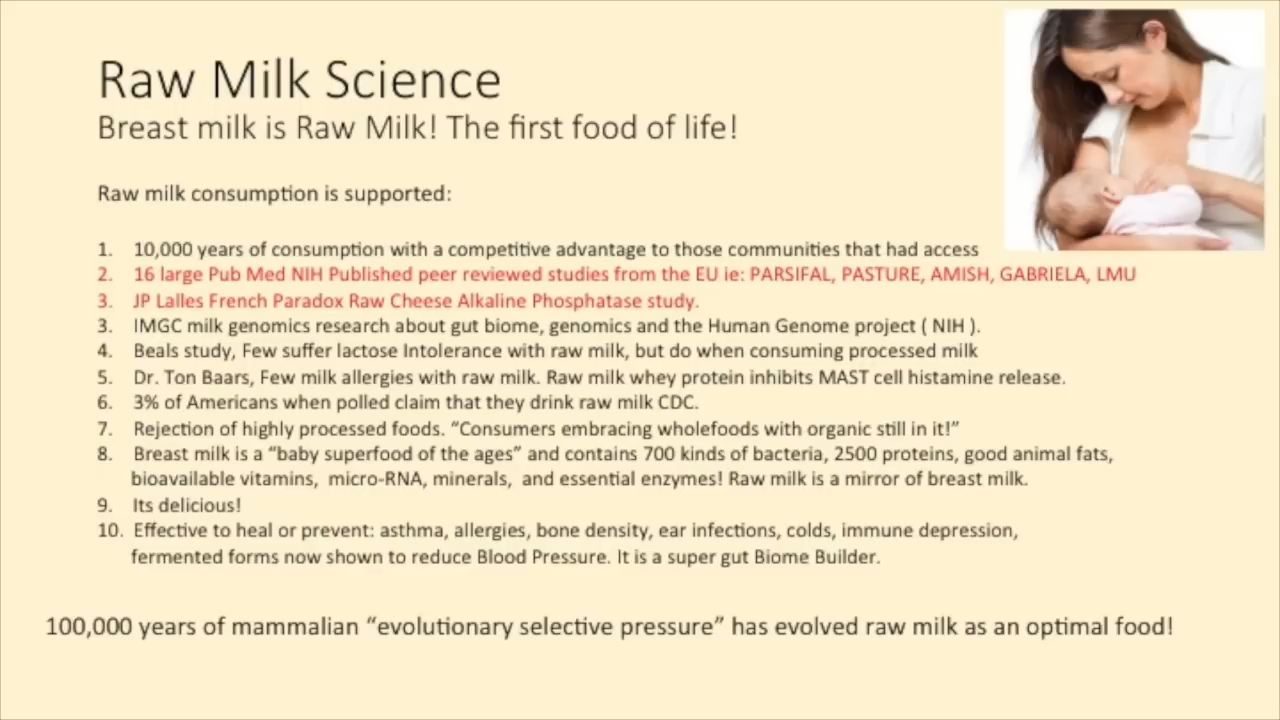 Raw Milk Science
Breast milk is Raw Milk! The first food of life!
Raw milk consumption is supported:
1. 10,000 years of consumption with a competitive advantage to those communities that had access
2. 16 large Pub Med NIH Published peer reviewed studies from the EU ie: PARSIFAL, PASTURE, AMISH, GABRIELA, LMU
3. JP Lalles French Paradox Raw Cheese Alkaline Phosphatase study.
3. IMGC milk genomics research about gut biome, genomics and the Human Genome project ( NIH ).
4. Beals study, Few suffer lactose Intolerance with raw milk, but do when consuming processed milk
5. Dr. Ton Baars, Few milk allergies with raw milk. Raw milk whey protein inhibits MAST cell histamine release.
6. 3% of Americans when polled claim that they drink raw milk CDC.
7. Rejection of highly processed foods. “Consumers embracing wholefoods with organic still in it!”
8. Breast milk is a “baby superfood of the ages” and contains 700 kinds of bacteria, 2500 proteins, good animal fats,
bioavailable vitamins, micro-RNA, minerals, and essential enzymes! Raw milk is a mirror of breast milk.
9. Its delicious!
10. Effective to heal or prevent: asthma, allergies, bone density, ear infections, colds, immune depression,
fermented forms now shown to reduce Blood Pressure. It is a super gut Biome Builder.
100,000 years of mammalian “evolutionary selective pressure” has evolved raw milk as an optimal food!